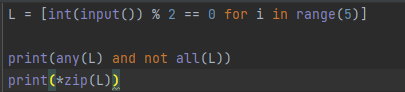 L = [int(input()) % 2 == 0 for i in range(5)]
print(any(L) and not all(L))
print(*zip(L))